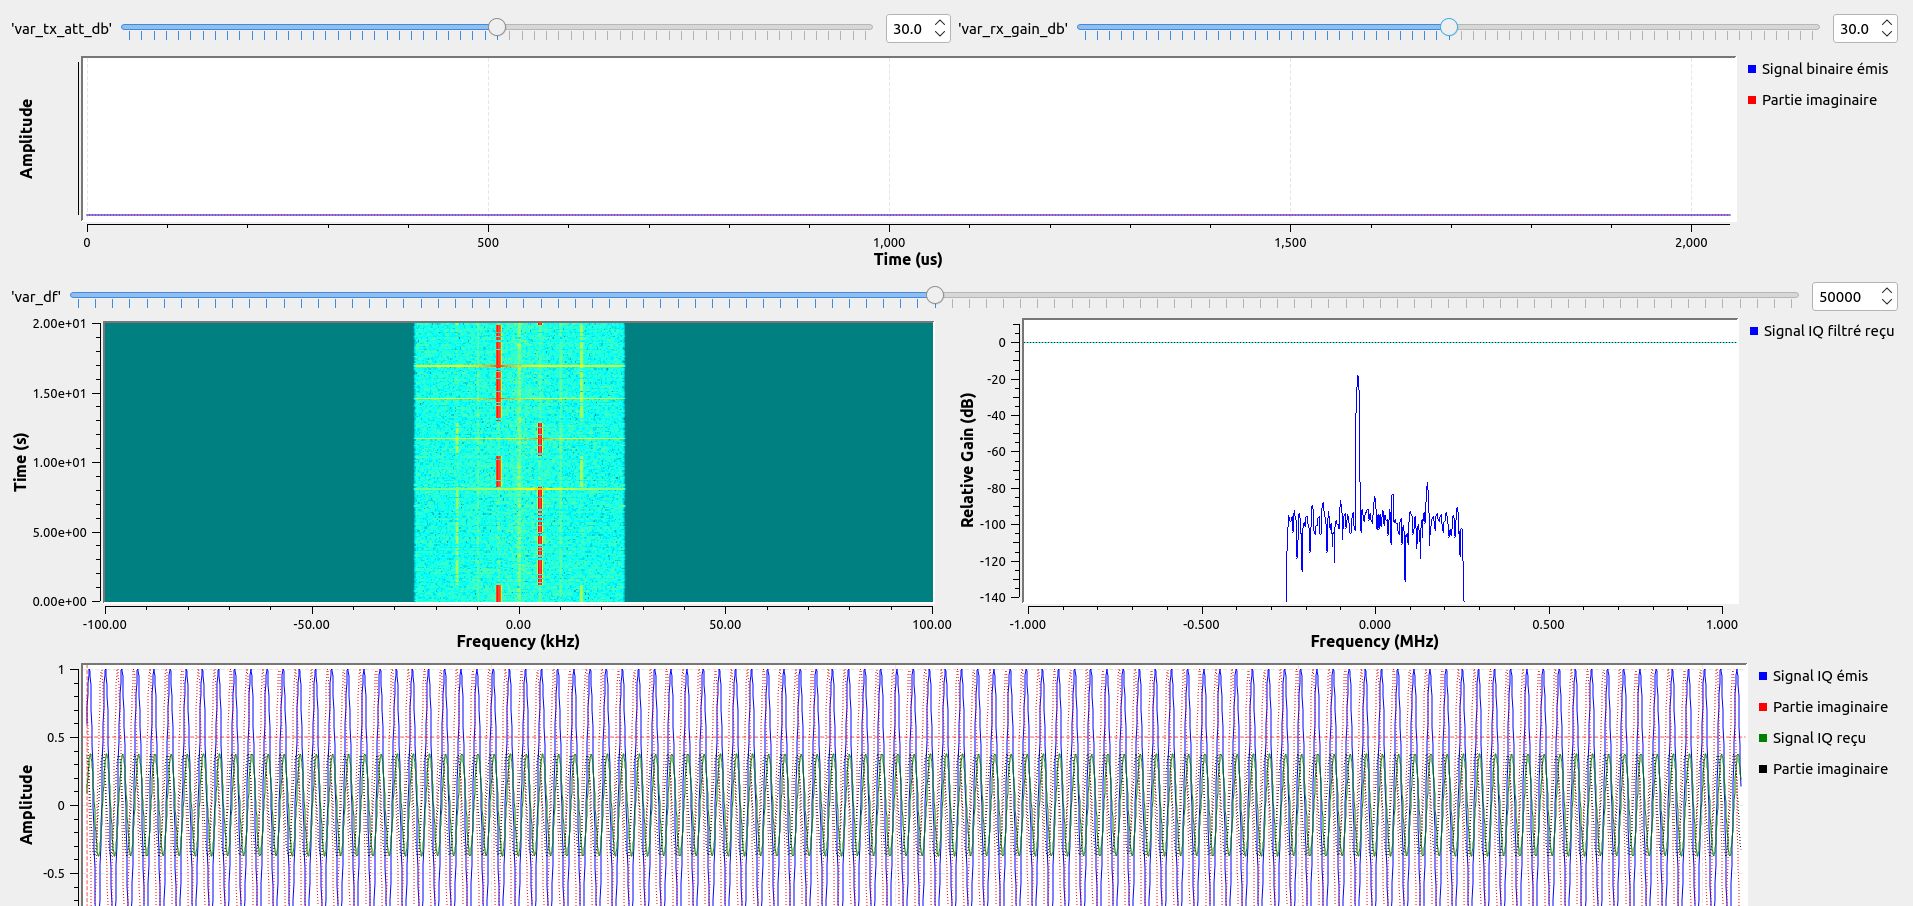 'var_tx_att_db' 30.0 'var_rx_gain_db' 30.0
Amplitude
Signal binaire émis
Partie imaginaire
0 500 1,000 1,500 2,000
Time (us)
'var_df' 50000
Time (s)
2.00e+01
1.50e+01
1.00e+01
5.00e+00
0.00e+00
-100.00 -50.00 0.00 50.00 100.00
Frequency (kHz)
Relative Gain (dB)
0
-20
-40
-60
-80
-100
-120
-140
-1.000 -0.500 0.000 0.500 1.000
Frequency (MHz)
Signal IQ filtré reçu
Amplitude
1
0.5
0
-0.5
Signal IQ émis
Partie imaginaire
Signal IQ reçu
Partie imaginaire